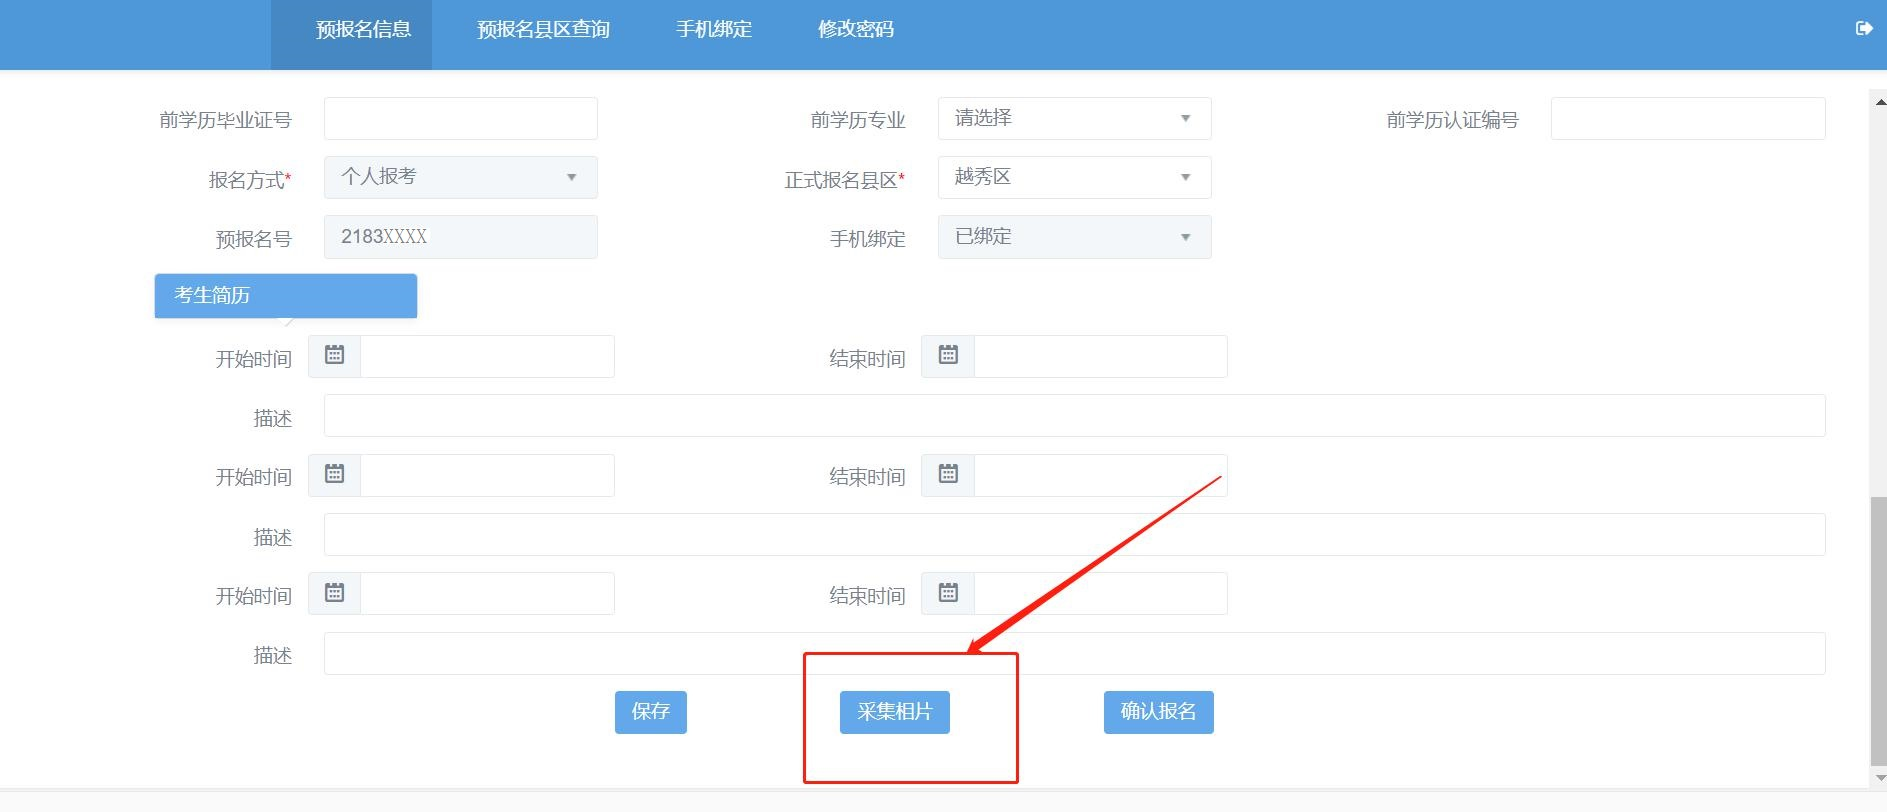 预报名信息 预报名县区查询 手机绑定 修改密码
前学历毕业证号 前学历专业 请选择 前学历认证编号
报名方式* 个人报考 正式报名县区* 越秀区
预报名号 2183XXXX 手机绑定 已绑定
考生简历
开始时间 结束时间
描述
开始时间 结束时间
描述
开始时间 结束时间
描述
保存 采集相片 确认报名